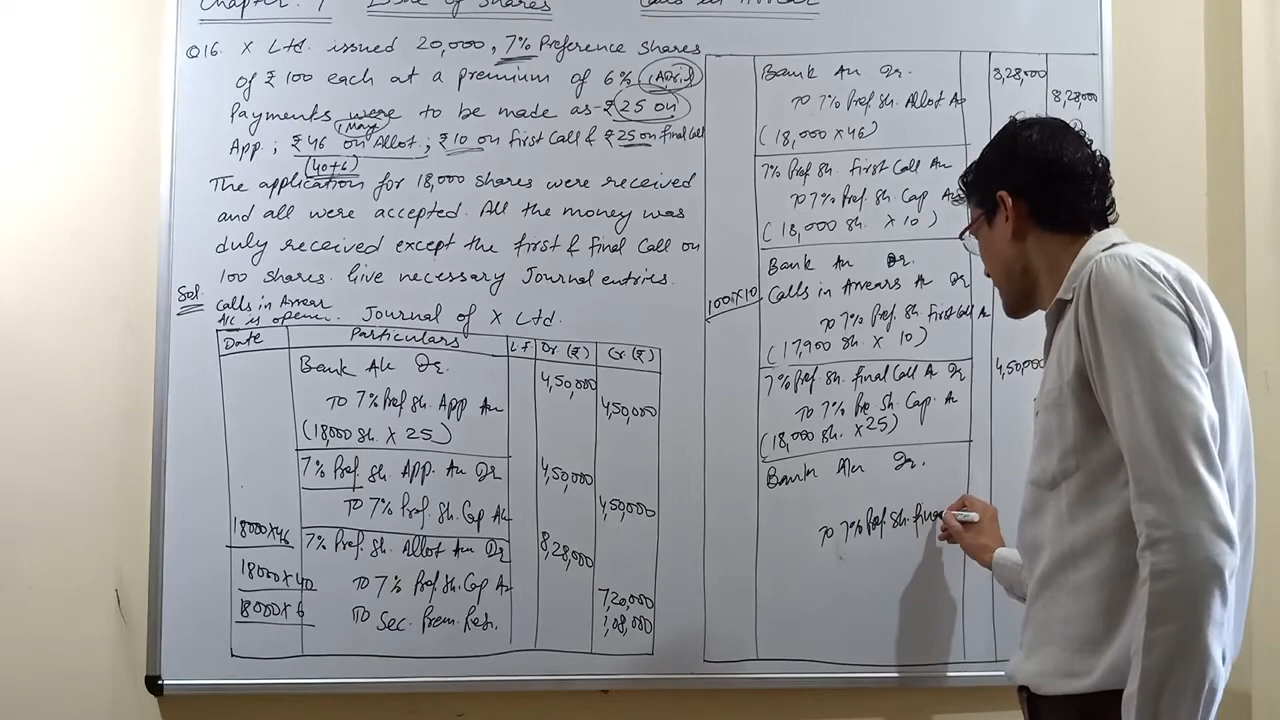 Chapter: 1 Issue of Shares Calls in Arrear
Q16. X Ltd. issued 20,000, 7% Preference Shares
of ₹ 100 each at a premium of 6% (April
Payments were to be made as - ₹ 25 on
1 May
App ; ₹ 46 on Allot ; ₹ 10 on first Call & ₹ 25 on final Call
(40+6)
The application for 18,000 shares were received
and all were accepted. All the money was
duly received except the first & final Call on
100 shares. Give necessary Journal entries.
Sol. Calls in Arrear
A/c is opened. Journal of X Ltd.
Date Particulars L.F Dr (₹) Cr (₹)
Bank A/c Dr. 4,50,000
To 7% Pref Sh. App A/c 4,50,000
(18000 Sh. X 25)
7% Pref Sh. App. A/c Dr 4,50,000
To 7% Pref. Sh. Cap A/c 4,50,000
18000X46 7% Pref. Sh. Allot A/c Dr 8,28,000
18000X40 To 7% Pref. Sh. Cap A/c 7,20,000
18000X6 To Sec. Prem. Res. 1,08,000
Bank A/c Dr. 8,28,000
To 7% Pref Sh. Allot A/c 8,28,000
(18,000 X 46)
7% Pref Sh. First Call A/c
To 7% Pref. Sh. Cap A/c
(18,000 Sh. X 10)
Bank A/c Dr.
100X10 Calls in Arrears A/c Dr
To 7% Pref. Sh. First Call A/c
(17,900 Sh. X 10)
7% Pref. Sh. Final Call A/c Dr 4,50,000
To 7% Pre Sh. Cap. A/c
(18,000 Sh. X 25)
Bank A/c Dr.
To 7% Pref. Sh. Fina